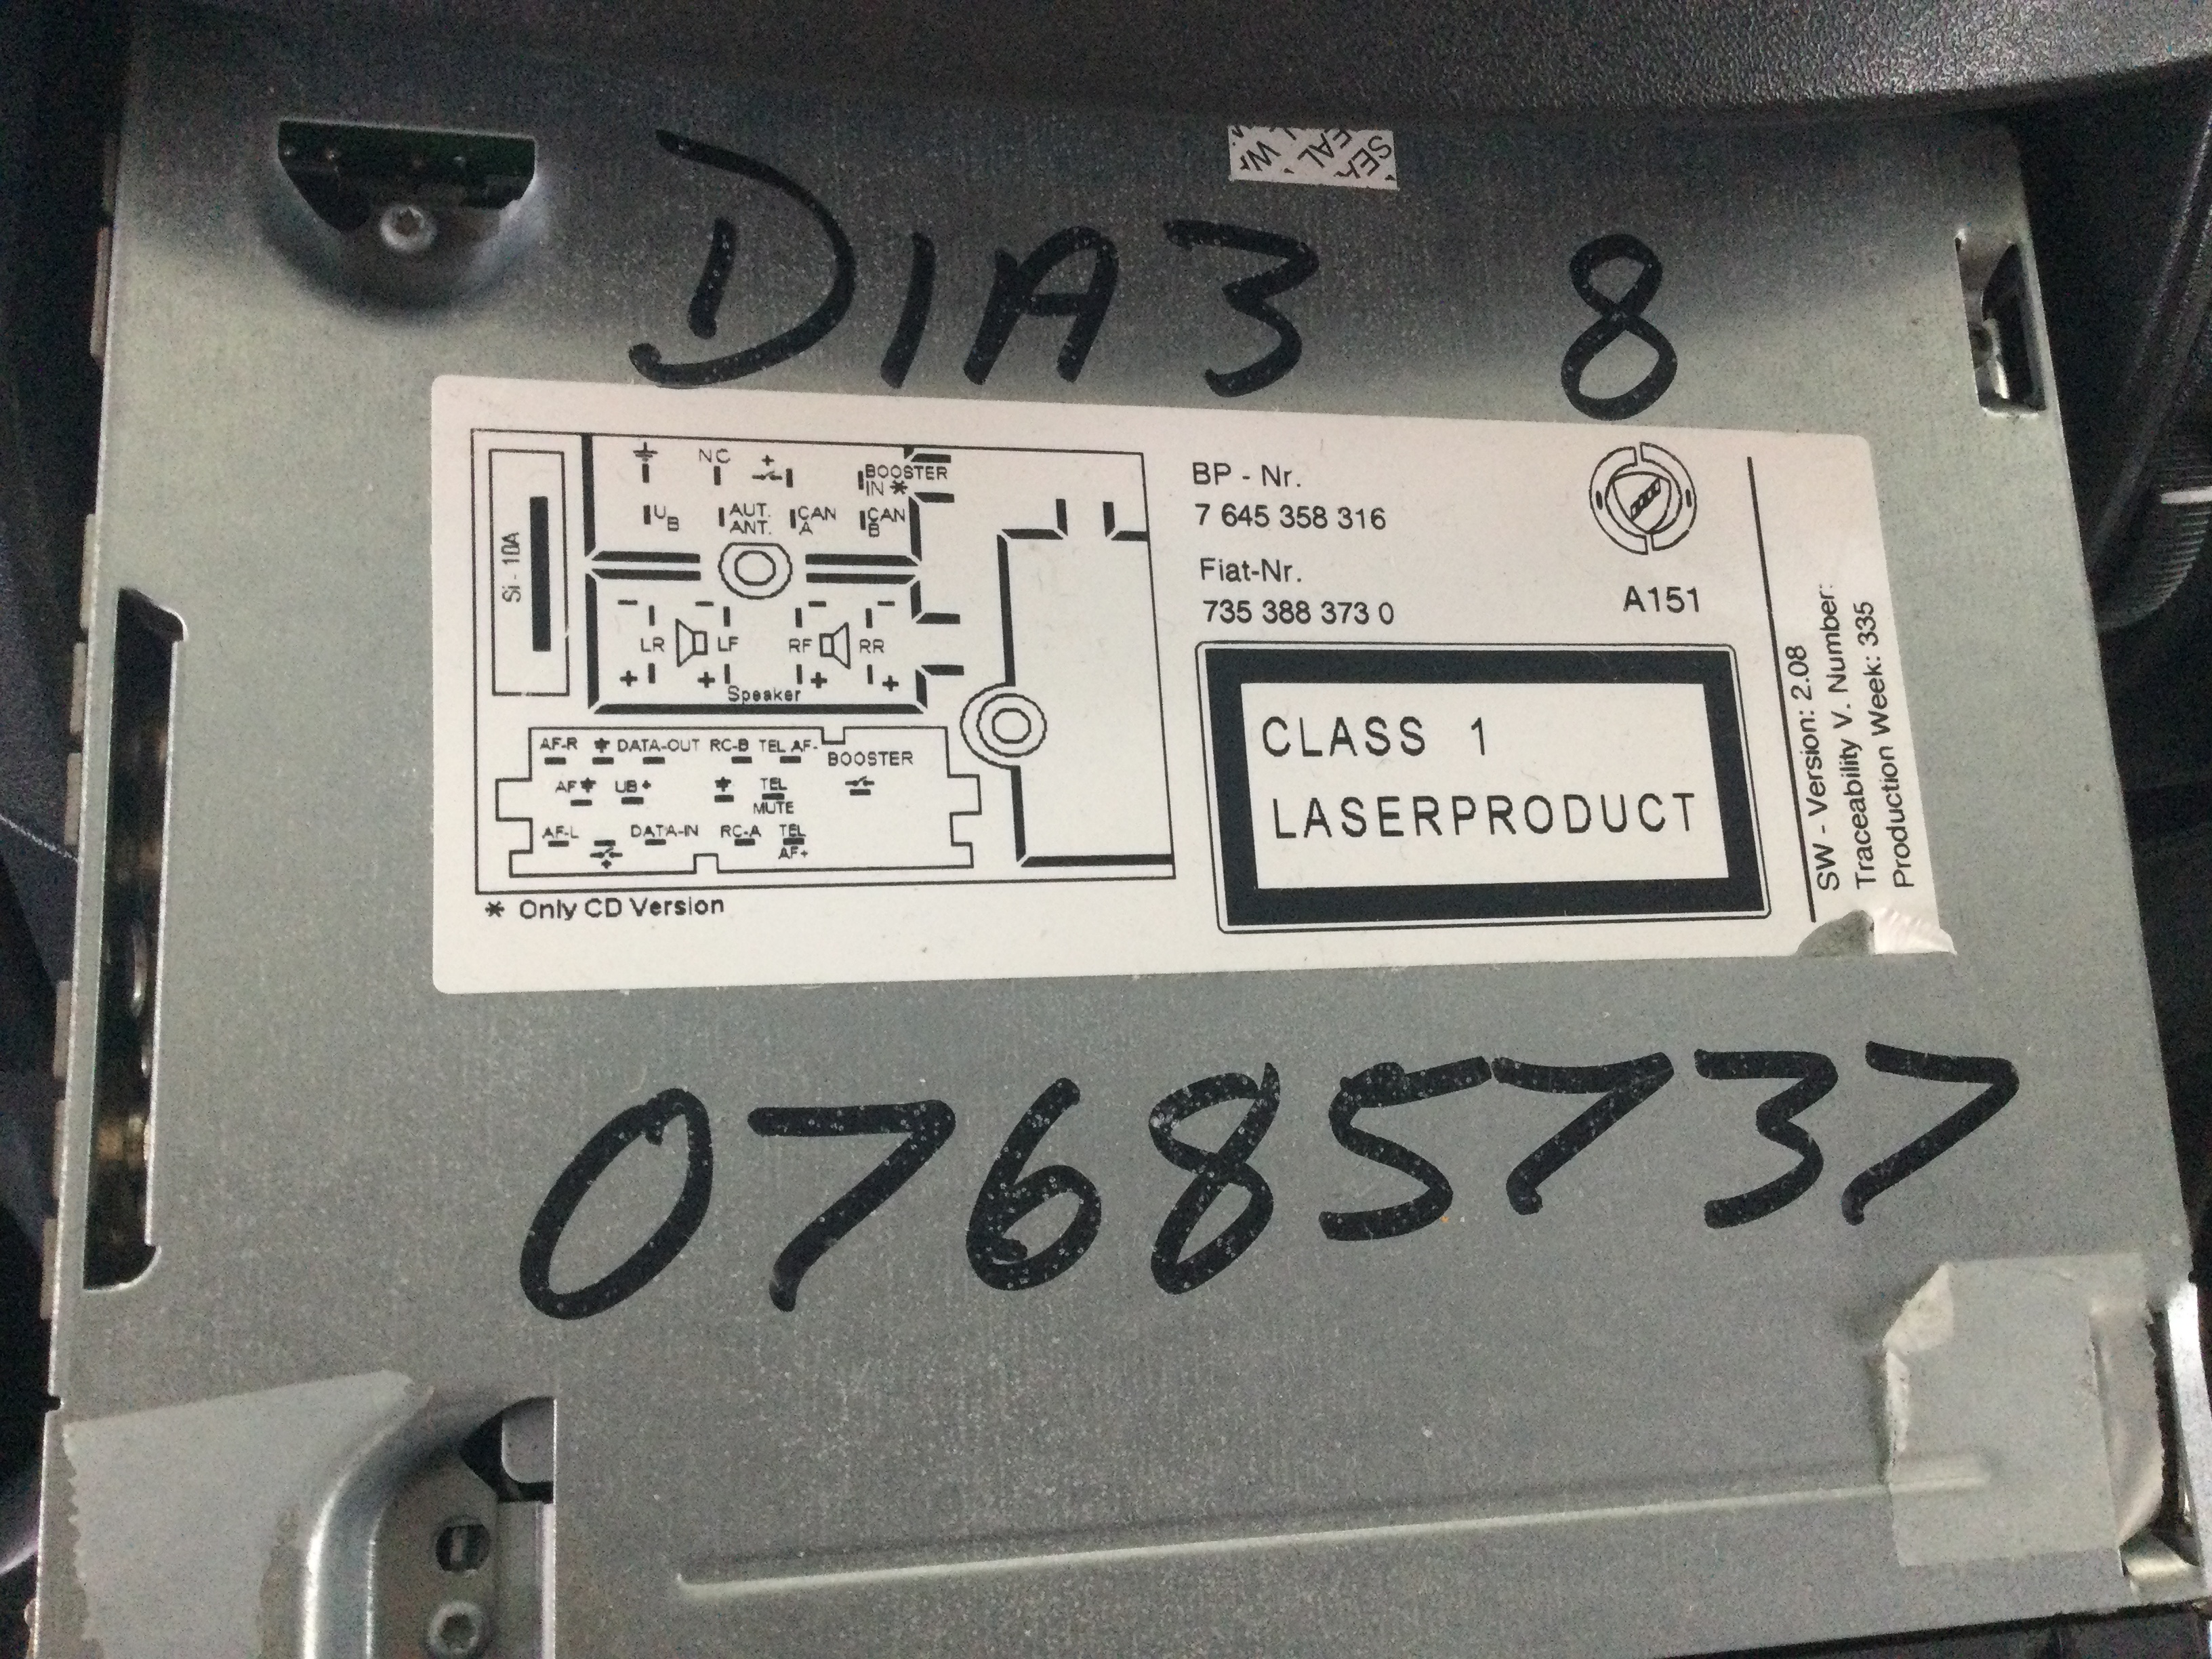 DIA3 8
NC
+
BOOSTER
IN *
UB
AUT.
ANT.
CAN
A
CAN
B
Si - 10A
- - - -
LR LF RF RR
+ + + +
Speaker
AF-R DATA-OUT RC-B TEL AF-
BOOSTER
AF UB+ TEL
MUTE
AF-L DATA-IN RC-A TEL
AF+
+
* Only CD Version
BP - Nr.
7 645 358 316
Fiat-Nr.
735 388 373 0
A151
CLASS 1
LASERPRODUCT
SW - Version: 2.08
Traceability V. Number:
Production Week: 335
07685737